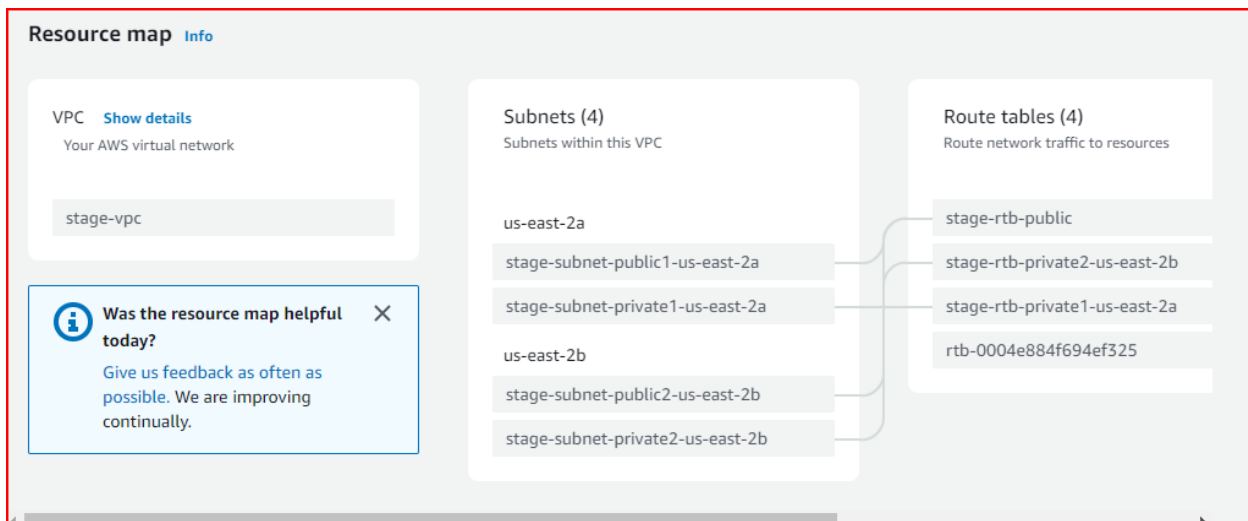 Resource map Info
VPC Show details
Your AWS virtual network
stage-vpc
Was the resource map helpful
today?
Give us feedback as often as
possible. We are improving
continually.
Subnets (4)
Subnets within this VPC
us-east-2a
stage-subnet-public1-us-east-2a
stage-subnet-private1-us-east-2a
us-east-2b
stage-subnet-public2-us-east-2b
stage-subnet-private2-us-east-2b
Route tables (4)
Route network traffic to resources
stage-rtb-public
stage-rtb-private2-us-east-2b
stage-rtb-private1-us-east-2a
rtb-0004e884f694ef325